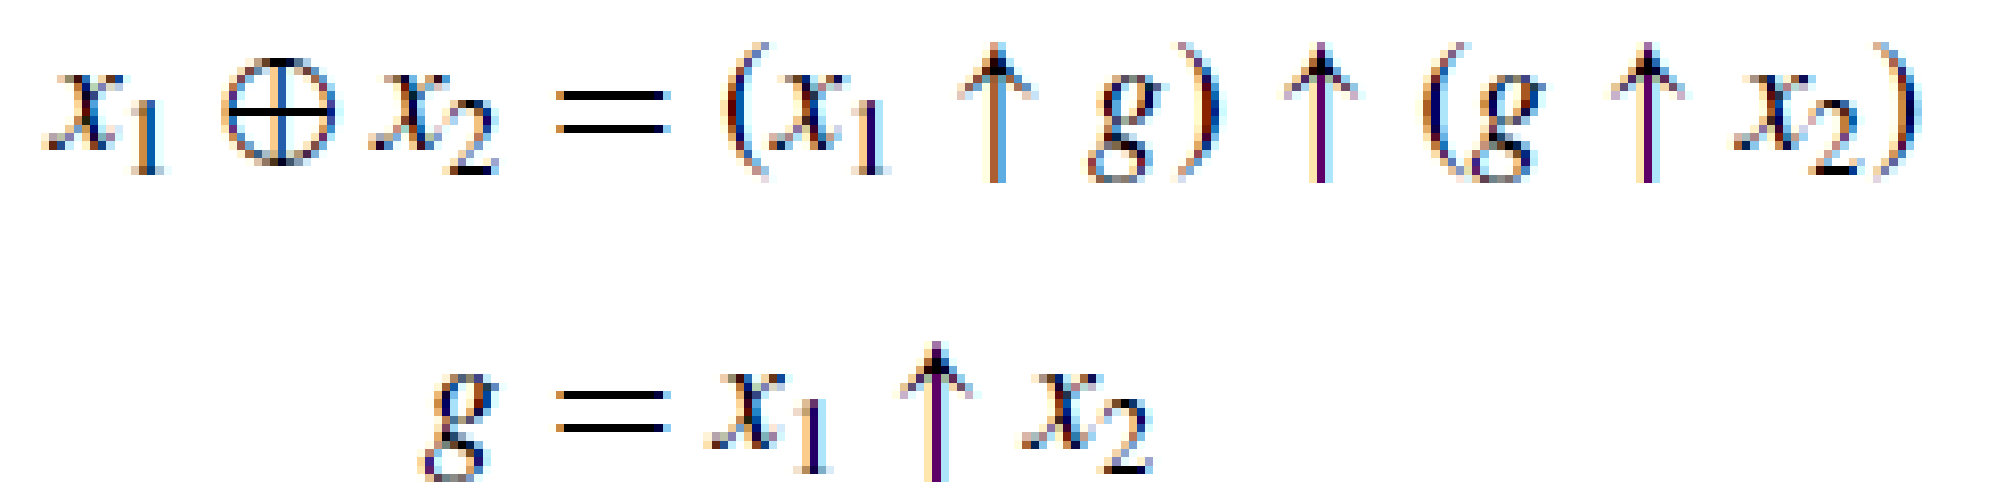 x₁ ⊕ x₂ = (x₁ ↑ g) ↑ (g ↑ x₂)
g = x₁ ↑ x₂